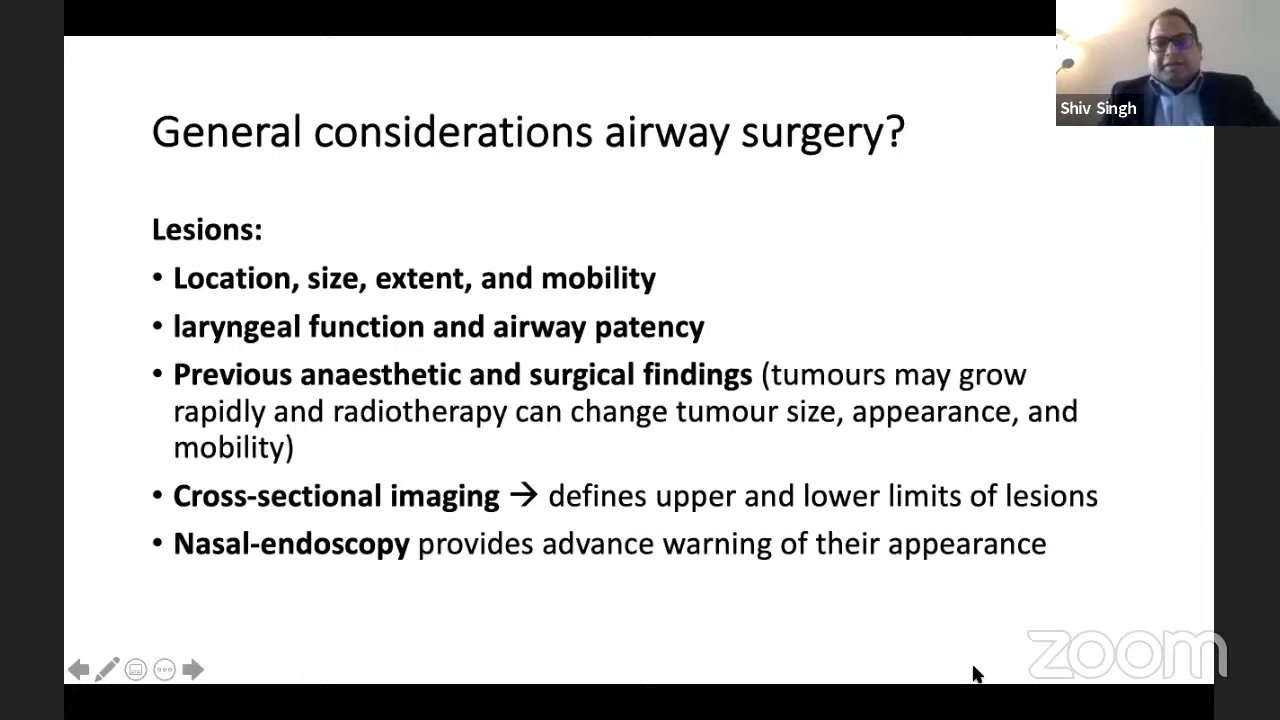 Shiv Singh
General considerations airway surgery?
Lesions:
• Location, size, extent, and mobility
• laryngeal function and airway patency
• Previous anaesthetic and surgical findings (tumours may grow
rapidly and radiotherapy can change tumour size, appearance, and
mobility)
• Cross-sectional imaging → defines upper and lower limits of lesions
• Nasal-endoscopy provides advance warning of their appearance
zoom